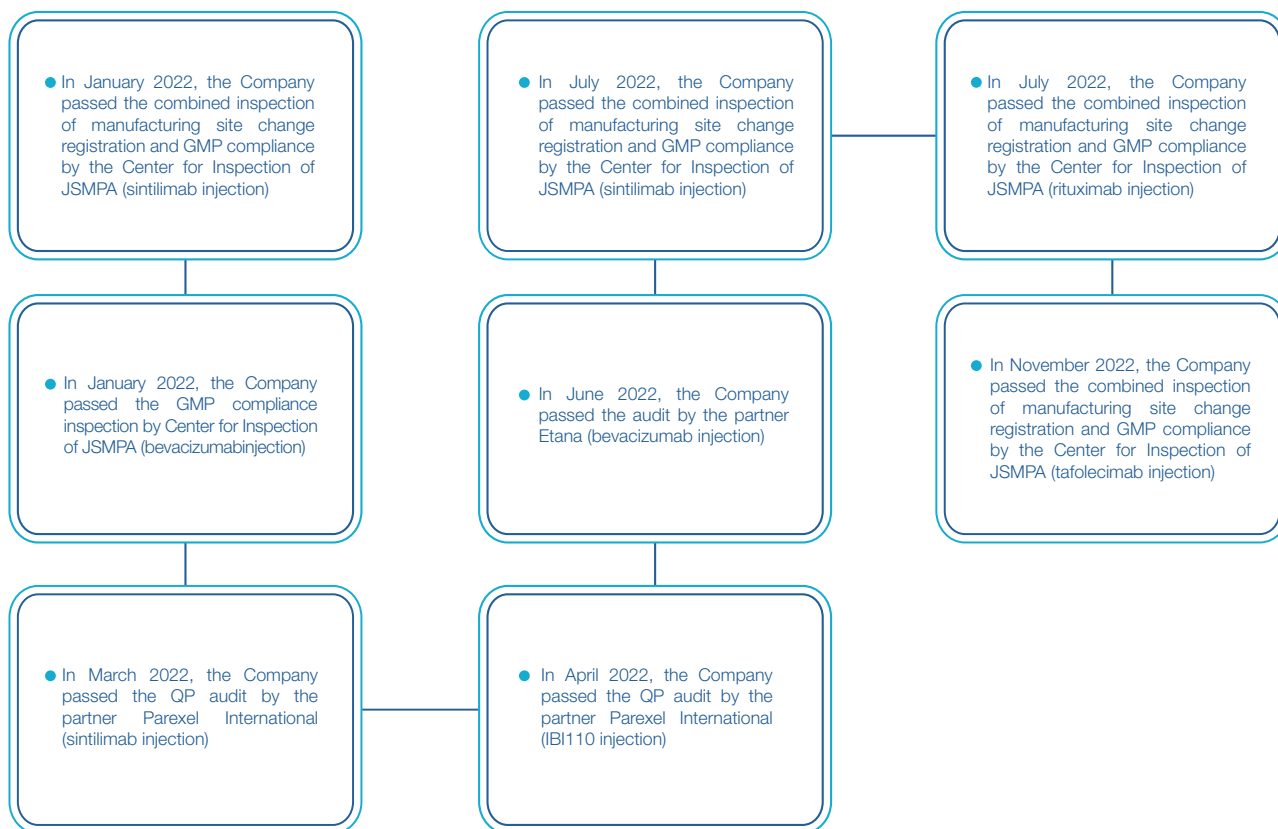 In January 2022, the Company
passed the combined inspection
of manufacturing site change
registration and GMP compliance
by the Center for Inspection of
JSMPA (sintilimab injection)
In January 2022, the Company
passed the GMP compliance
inspection by Center for Inspection
of JSMPA (bevacizumabinjection)
In March 2022, the Company
passed the QP audit by the
partner Parexel International
(sintilimab injection)
In April 2022, the Company
passed the QP audit by the
partner Parexel International
(IBI110 injection)
In June 2022, the Company
passed the audit by the partner
Etana (bevacizumab injection)
In July 2022, the Company
passed the combined inspection
of manufacturing site change
registration and GMP compliance
by the Center for Inspection of
JSMPA (sintilimab injection)
In July 2022, the Company
passed the combined inspection
of manufacturing site change
registration and GMP compliance
by the Center for Inspection of
JSMPA (rituximab injection)
In November 2022, the Company
passed the combined inspection
of manufacturing site change
registration and GMP compliance
by the Center for Inspection of
JSMPA (tafolecimab injection)